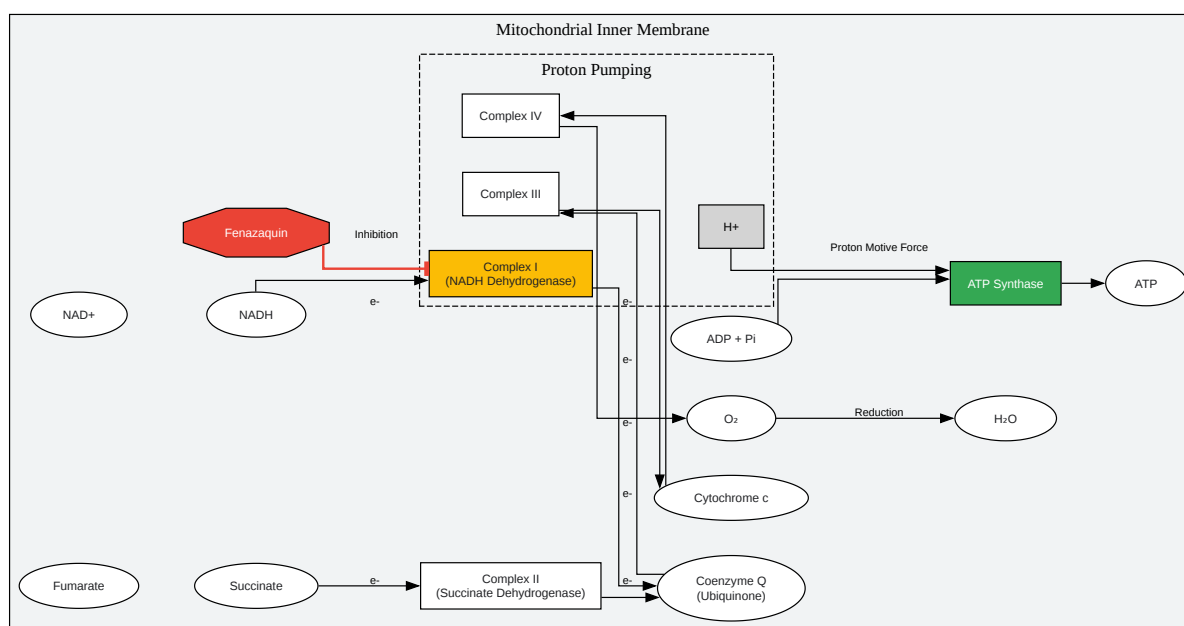 Mitochondrial Inner Membrane
Proton Pumping
Complex IV
Complex III
Fenazaquin
Inhibition
H+
Proton Motive Force
Complex I
(NADH Dehydrogenase)
ATP Synthase
ATP
e-
e-
NAD+
NADH
ADP + Pi
e-
O₂
Reduction
H₂O
e-
e-
Cytochrome c
Fumarate
Succinate
e-
Complex II
(Succinate Dehydrogenase)
e-
Coenzyme Q
(Ubiquinone)